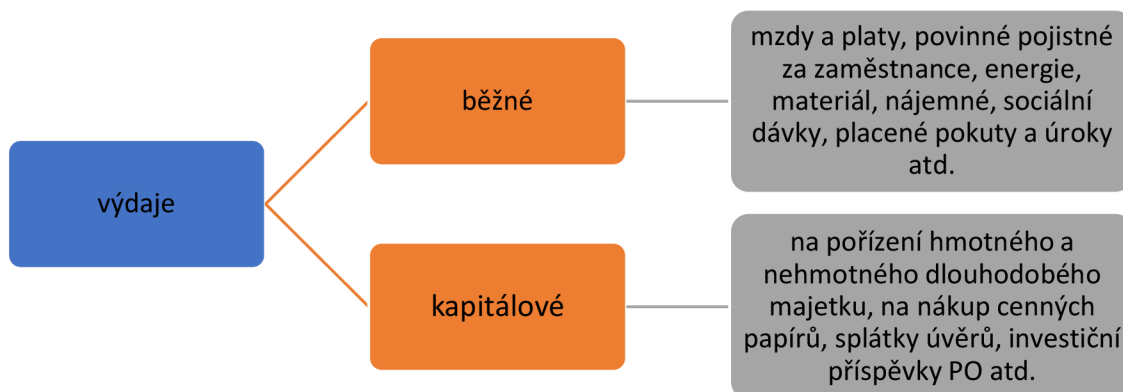 výdaje
běžné
mzdy a platy, povinné pojistné
za zaměstnance, energie,
materiál, nájemné, sociální
dávky, placené pokuty a úroky
atd.
kapitálové
na pořízení hmotného a
nehmotného dlouhodobého
majetku, na nákup cenných
papírů, splátky úvěrů, investiční
příspěvky PO atd.